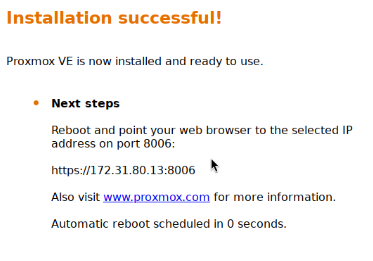 Installation successful!
Proxmox VE is now installed and ready to use.
Next steps
Reboot and point your web browser to the selected IP
address on port 8006:
https://172.31.80.13:8006
Also visit www.proxmox.com for more information.
Automatic reboot scheduled in 0 seconds.